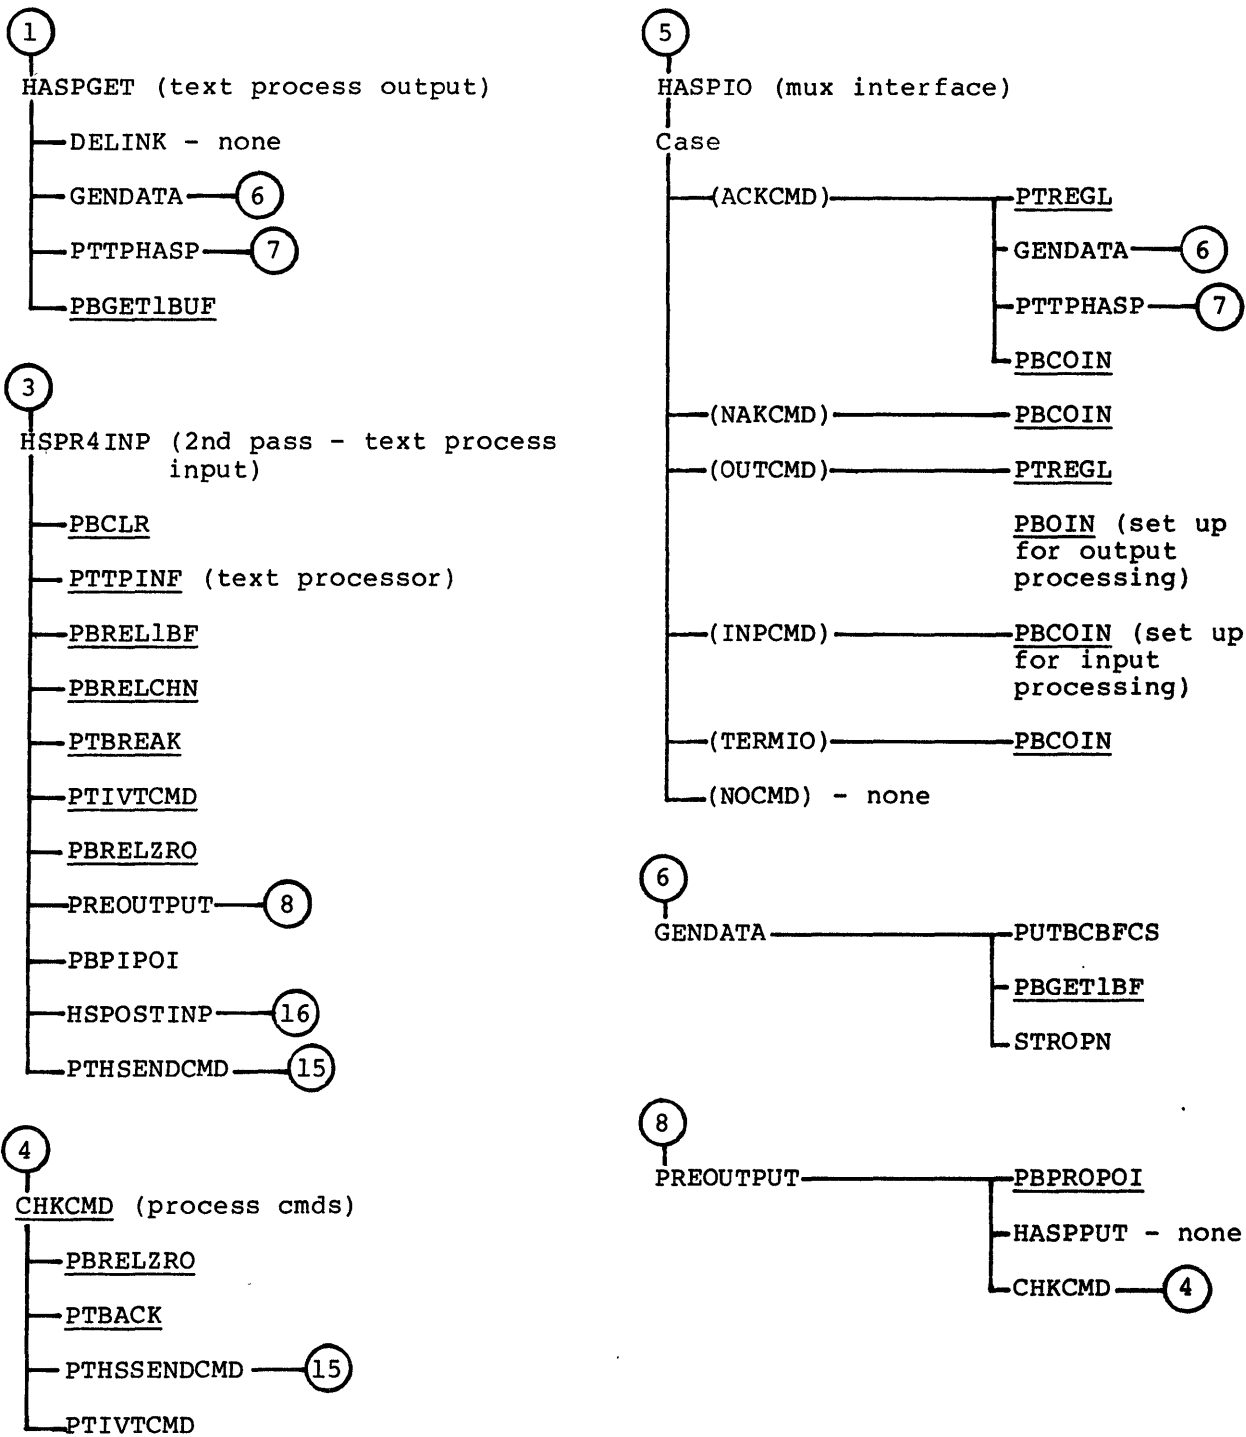 1
HASPGET (text process output)
DELINK - none
GENDATA 6
PTTPHASP 7
PBGET1BUF
3
HSPR4INP (2nd pass - text process
input)
PBCLR
PTTPINF (text processor)
PBREL1BF
PBRELCHN
PTBREAK
PTIVTCMD
PBRELZRO
PREOUTPUT 8
PBPIPOI
HSPOSTINP 16
PTHSENDCMD 15
4
CHKCMD (process cmds)
PBRELZRO
PTBACK
PTHSSENDCMD 15
PTIVTCMD
5
HASPIO (mux interface)
Case
(ACKCMD) PTREGL
GENDATA 6
PTTPHASP 7
PBCOIN
(NAKCMD) PBCOIN
(OUTCMD) PTREGL
PBOIN (set up
for output
processing)
(INPCMD) PBCOIN (set up
for input
processing)
(TERMIO) PBCOIN
(NOCMD) - none
6
GENDATA PUTBCBFCS
PBGET1BF
STROPN
8
PREOUTPUT PBPROPOI
HASPPUT - none
CHKCMD 4